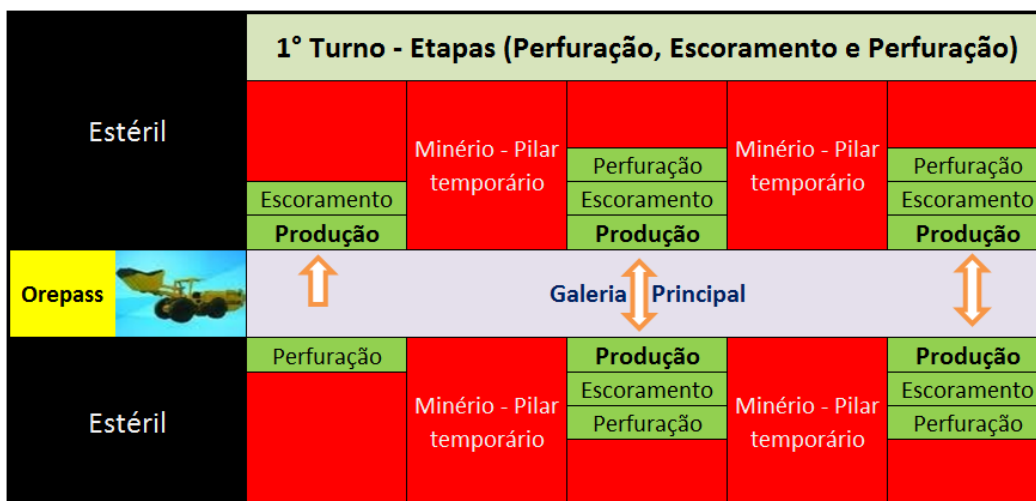 1° Turno - Etapas (Perfuração, Escoramento e Perfuração)
Estéril
Minério - Pilar
temporário
Minério - Pilar
temporário
Perfuração
Perfuração
Escoramento
Escoramento
Escoramento
Produção
Produção
Produção
Orepass
Galeria Principal
Perfuração
Produção
Produção
Escoramento
Escoramento
Estéril
Minério - Pilar
temporário
Minério - Pilar
temporário
Perfuração
Perfuração